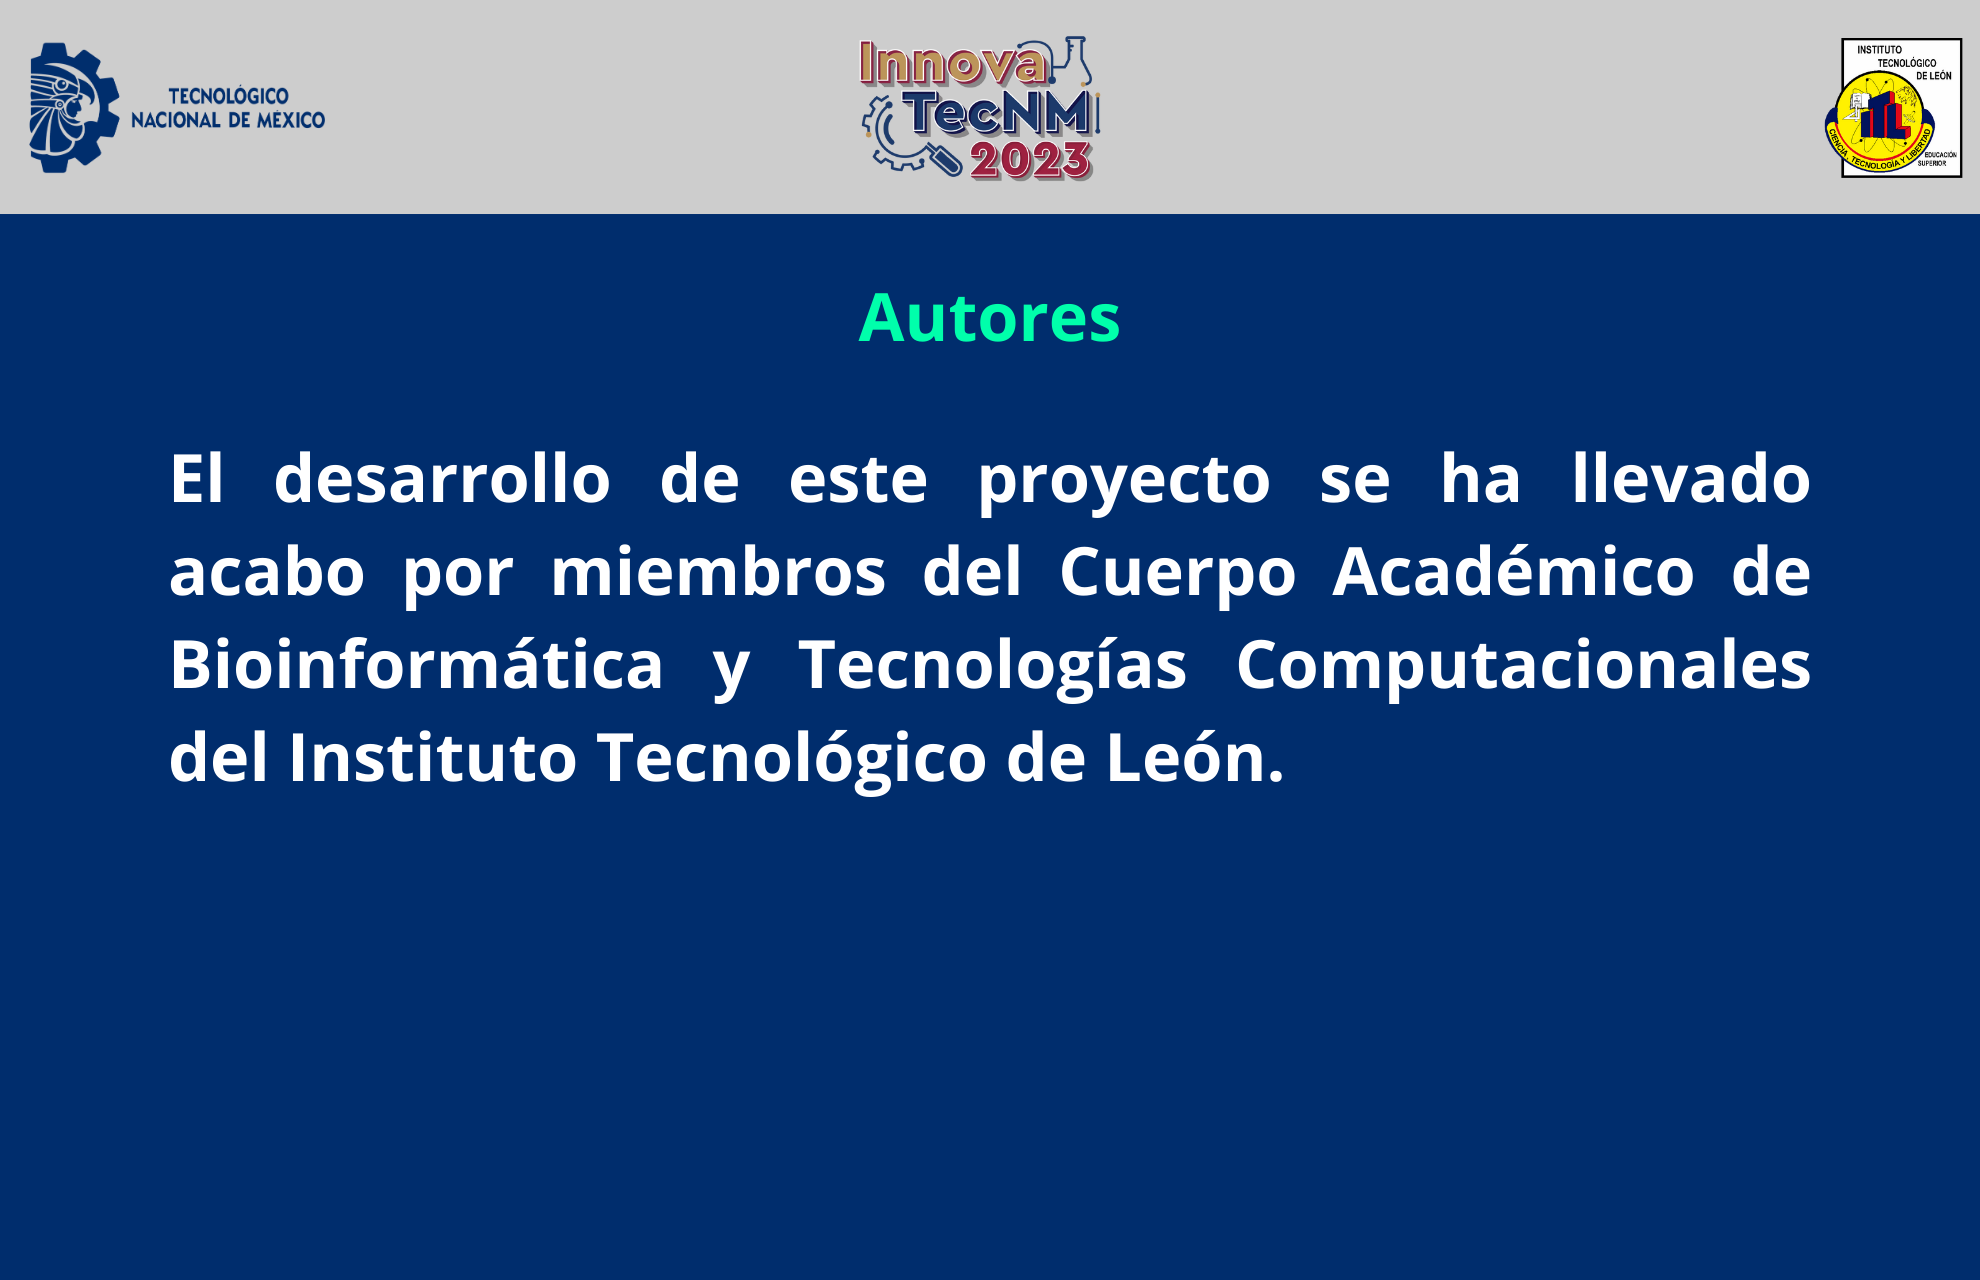 TECNOLÓGICO
NACIONAL DE MÉXICO
Innova
TecNM
2023
INSTITUTO
TECNOLÓGICO
DE LEÓN
ITL
CIENCIA, TECNOLOGÍA Y LIBERTAD
EDUCACIÓN
SUPERIOR
Autores
El desarrollo de este proyecto se ha llevado
acabo por miembros del Cuerpo Académico de
Bioinformática y Tecnologías Computacionales
del Instituto Tecnológico de León.